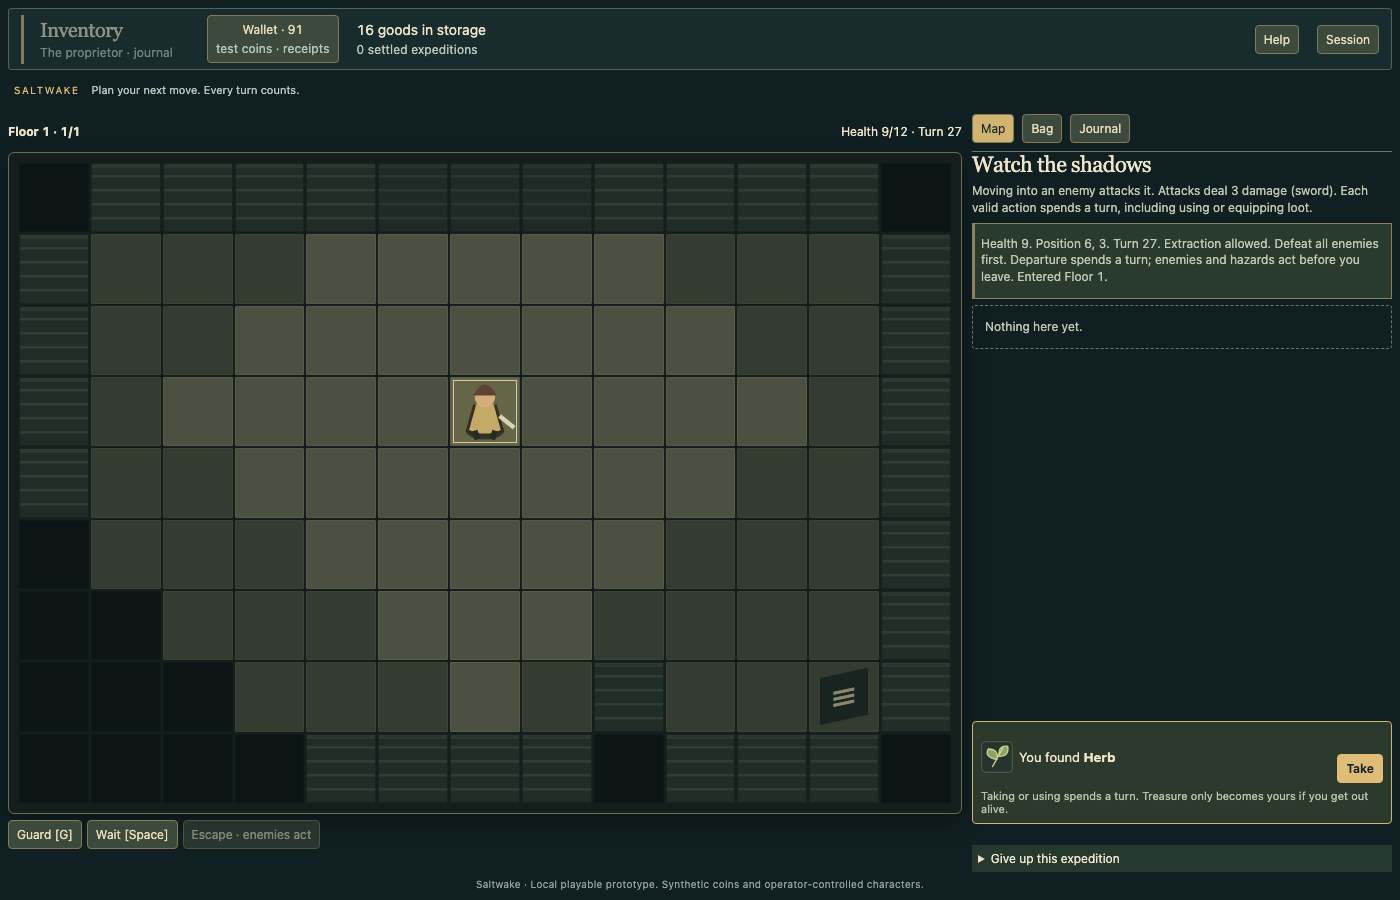 Inventory
The proprietor · journal
Wallet · 91
test coins · receipts
16 goods in storage
0 settled expeditions
Help
Session
SALTWAKE
Plan your next move. Every turn counts.
Floor 1 · 1/1
Health 9/12 · Turn 27
Map
Bag
Journal
Watch the shadows
Moving into an enemy attacks it. Attacks deal 3 damage (sword). Each
valid action spends a turn, including using or equipping loot.
Health 9. Position 6, 3. Turn 27. Extraction allowed. Defeat all enemies
first. Departure spends a turn; enemies and hazards act before you
leave. Entered Floor 1.
Nothing here yet.
You found Herb
Take
Taking or using spends a turn. Treasure only becomes yours if you get out
alive.
Guard [G]
Wait [Space]
Escape · enemies act
Give up this expedition
Saltwake · Local playable prototype. Synthetic coins and operator-controlled characters.